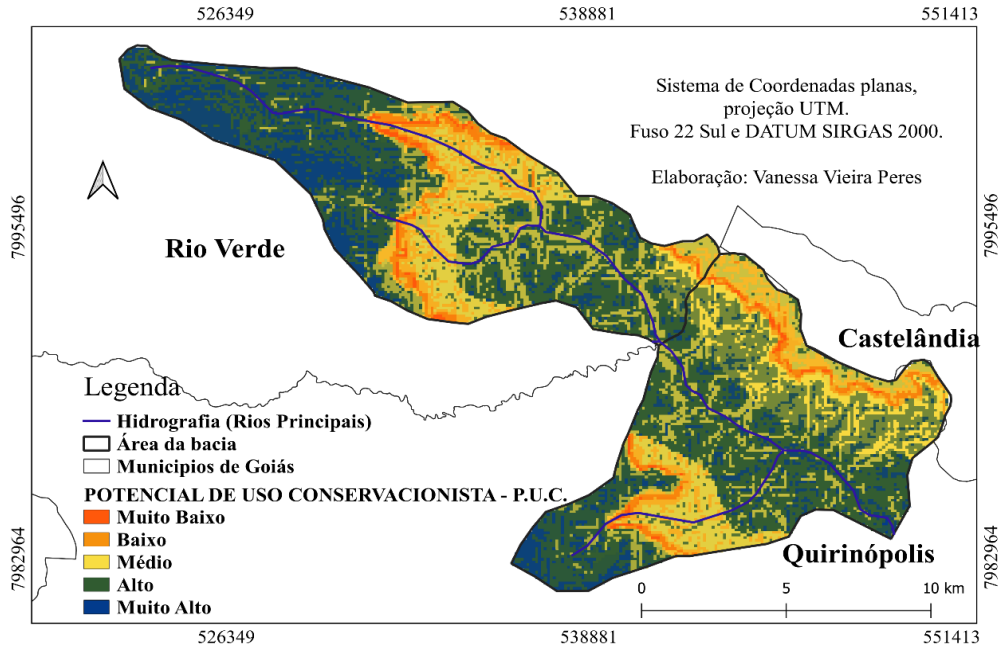 526349 538881 551413
Sistema de Coordenadas planas,
projeção UTM.
Fuso 22 Sul e DATUM SIRGAS 2000.
Elaboração: Vanessa Vieira Peres
7995496
7995496
Rio Verde
Castelândia
Legenda
Hidrografia (Rios Principais)
Área da bacia
Municipios de Goiás
POTENCIAL DE USO CONSERVACIONISTA - P.U.C.
Muito Baixo
Baixo
Médio
Alto
Muito Alto
7982964
7982964
Quirinópolis
0 5 10 km
526349 538881 551413